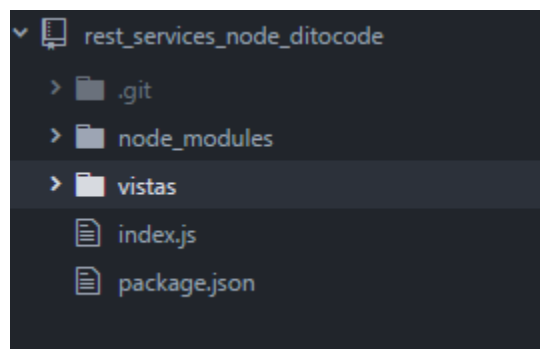 rest_services_node_ditocode
.git
node_modules
vistas
index.js
package.json